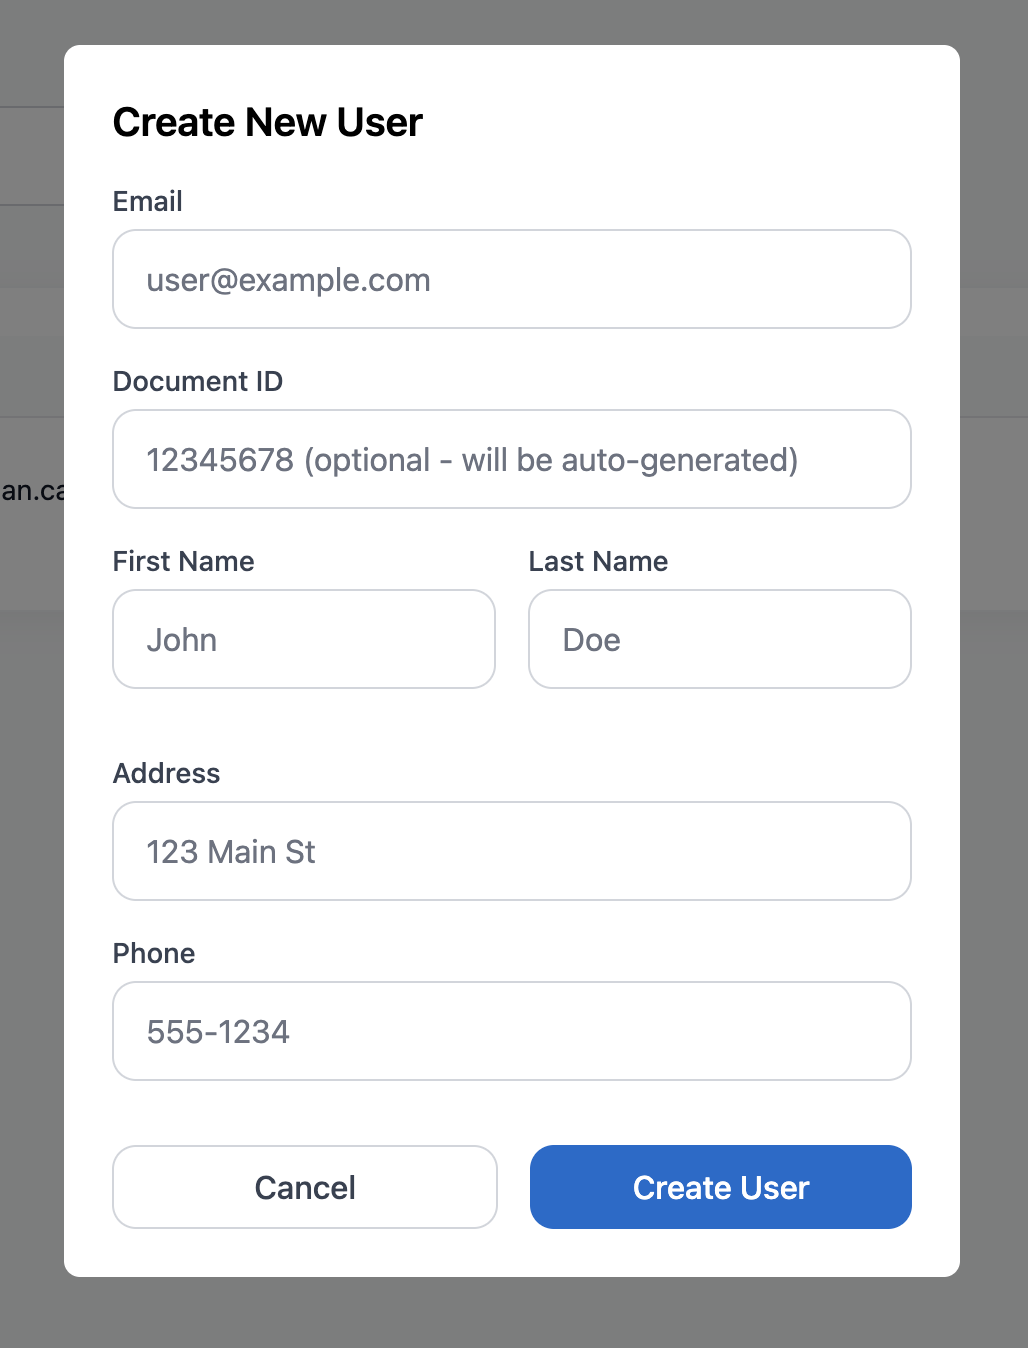 Create New User
Email
user@example.com
Document ID
12345678 (optional - will be auto-generated)
an.ca
First Name Last Name
John Doe
Address
123 Main St
Phone
555-1234
Cancel Create User